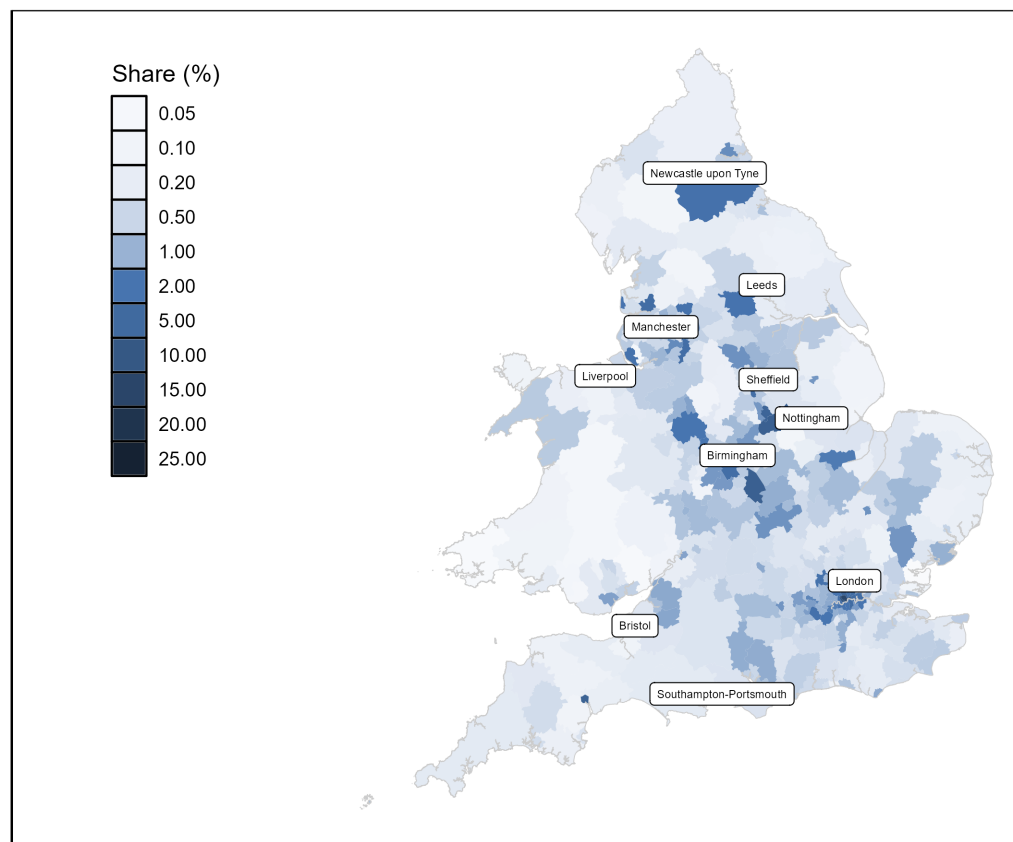 Share (%)
0.05
0.10
0.20
0.50
1.00
2.00
5.00
10.00
15.00
20.00
25.00
Newcastle upon Tyne
Leeds
Manchester
Liverpool
Sheffield
Nottingham
Birmingham
London
Bristol
Southampton-Portsmouth